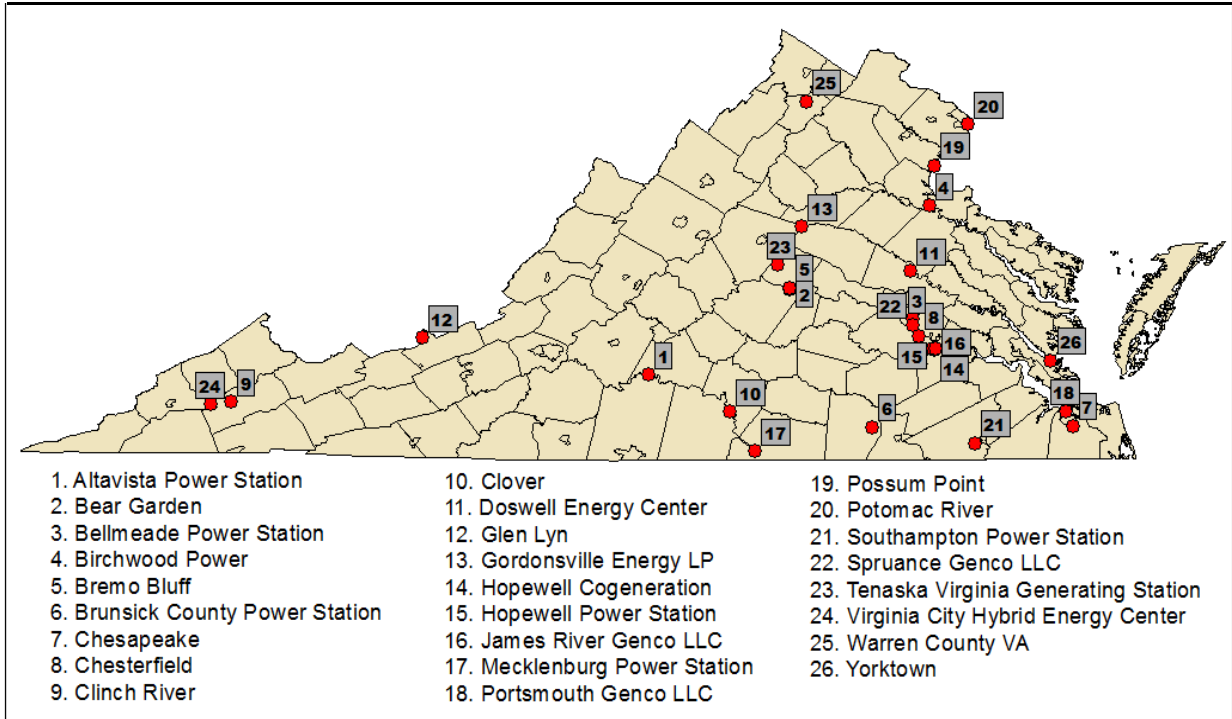 25
20
19
4
13
23
5
11
2
3
22
8
12
16
26
15
1
14
24
9
18
10
6
7
17
21
1. Altavista Power Station
2. Bear Garden
3. Bellmeade Power Station
4. Birchwood Power
5. Bremo Bluff
6. Brunsick County Power Station
7. Chesapeake
8. Chesterfield
9. Clinch River
10. Clover
11. Doswell Energy Center
12. Glen Lyn
13. Gordonsville Energy LP
14. Hopewell Cogeneration
15. Hopewell Power Station
16. James River Genco LLC
17. Mecklenburg Power Station
18. Portsmouth Genco LLC
19. Possum Point
20. Potomac River
21. Southampton Power Station
22. Spruance Genco LLC
23. Tenaska Virginia Generating Station
24. Virginia City Hybrid Energy Center
25. Warren County VA
26. Yorktown